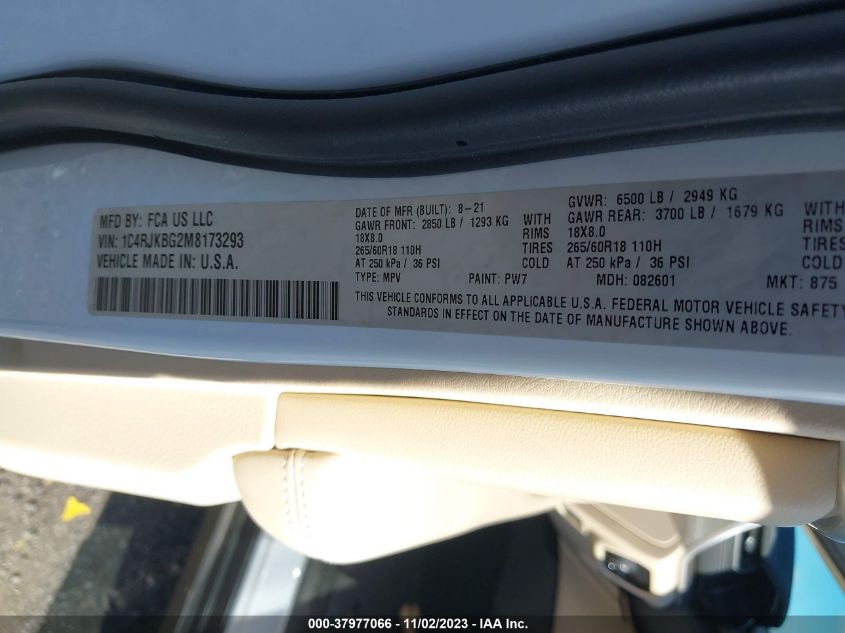 MFD BY: FCA US LLC
VIN: 1C4RJKBG2M8173293
VEHICLE MADE IN: U.S.A.
DATE OF MFR (BUILT): 8-21
GAWR FRONT: 2850 LB / 1293 KG WITH
18X8.0 RIMS
265/60R18 110H TIRES
AT 250 kPa / 36 PSI COLD
TYPE: MPV PAINT: PW7
GVWR: 6500 LB / 2949 KG
GAWR REAR: 3700 LB / 1679 KG WITH
18X8.0 RIMS
265/60R18 110H TIRES
AT 250 kPa / 36 PSI COLD
MDH: 082601 MKT: 875
THIS VEHICLE CONFORMS TO ALL APPLICABLE U.S.A. FEDERAL MOTOR VEHICLE SAFETY
STANDARDS IN EFFECT ON THE DATE OF MANUFACTURE SHOWN ABOVE.
000-37977066 - 11/02/2023 - IAA Inc.